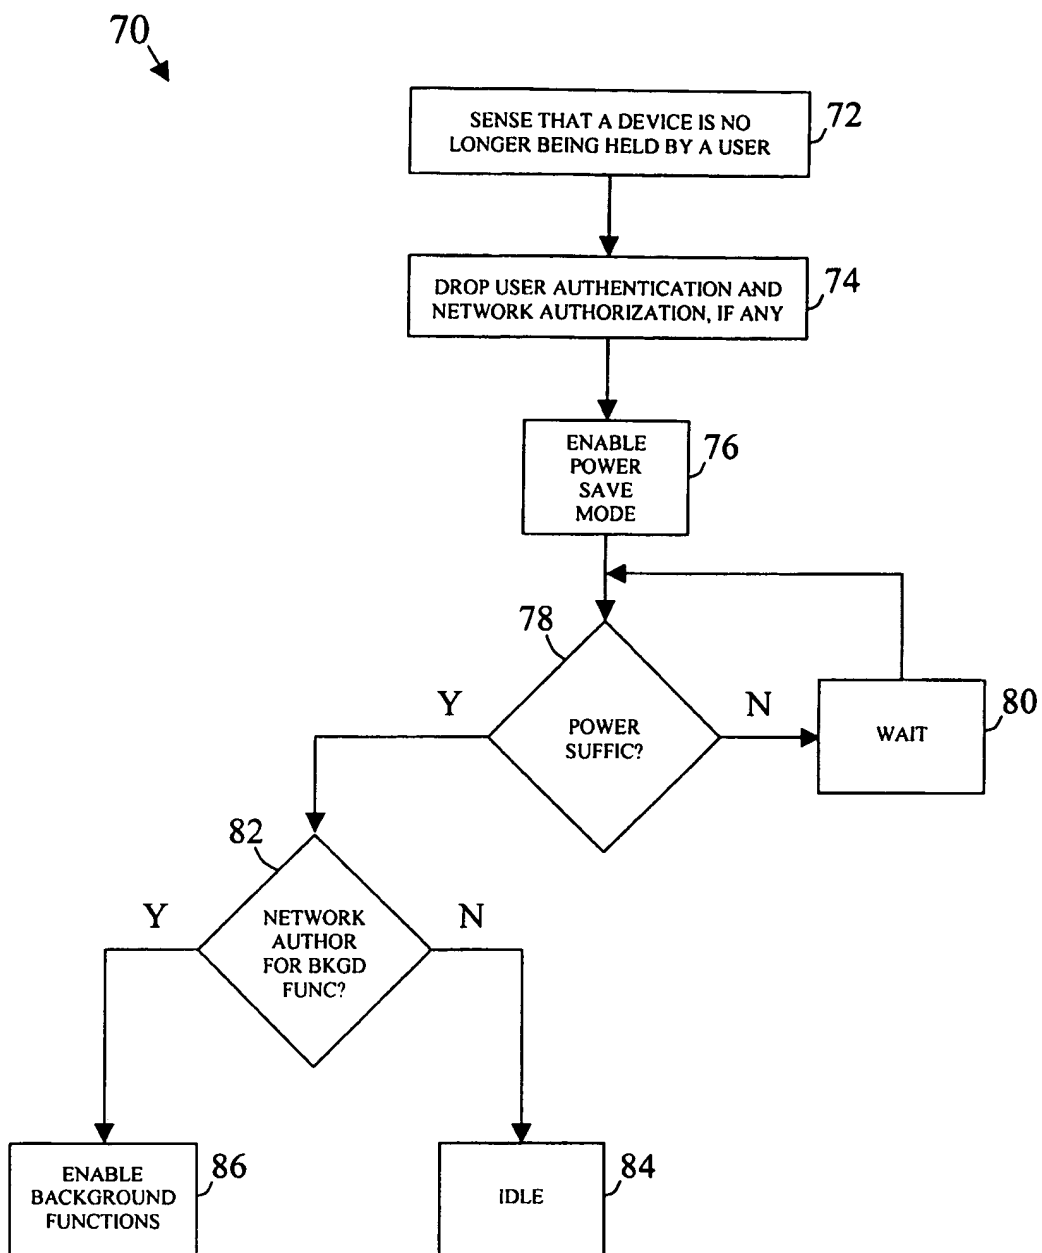 70
SENSE THAT A DEVICE IS NO
LONGER BEING HELD BY A USER
72
DROP USER AUTHENTICATION AND
NETWORK AUTHORIZATION, IF ANY
74
ENABLE
POWER
SAVE
MODE
76
78
Y
POWER
SUFFIC?
N
WAIT
80
82
Y
NETWORK
AUTHOR
FOR BKGD
FUNC?
N
ENABLE
BACKGROUND
FUNCTIONS
86
IDLE
84